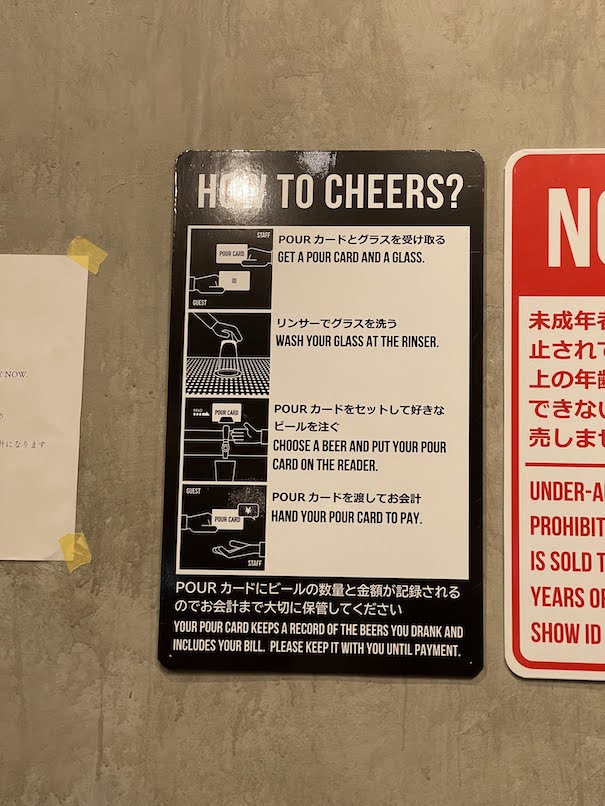 HOW TO CHEERS?
STAFF
POUR CARD
ID
GUEST
POUR カードとグラスを受け取る
GET A POUR CARD AND A GLASS.
リンサーでグラスを洗う
WASH YOUR GLASS AT THE RINSER.
READ
POUR CARD
POUR カードをセットして好きな
ビールを注ぐ
CHOOSE A BEER AND PUT YOUR POUR
CARD ON THE READER.
GUEST
¥
POUR CARD
STAFF
POUR カードを渡してお会計
HAND YOUR POUR CARD TO PAY.
POUR カードにビールの数量と金額が記録される
のでお会計まで大切に保管してください
YOUR POUR CARD KEEPS A RECORD OF THE BEERS YOU DRANK AND
INCLUDES YOUR BILL. PLEASE KEEP IT WITH YOU UNTIL PAYMENT.
NOW.
計になります
未成年
止されて
上の年齢
できない
売しませ
UNDER-A
PROHIBIT
IS SOLD T
YEARS O
SHOW ID